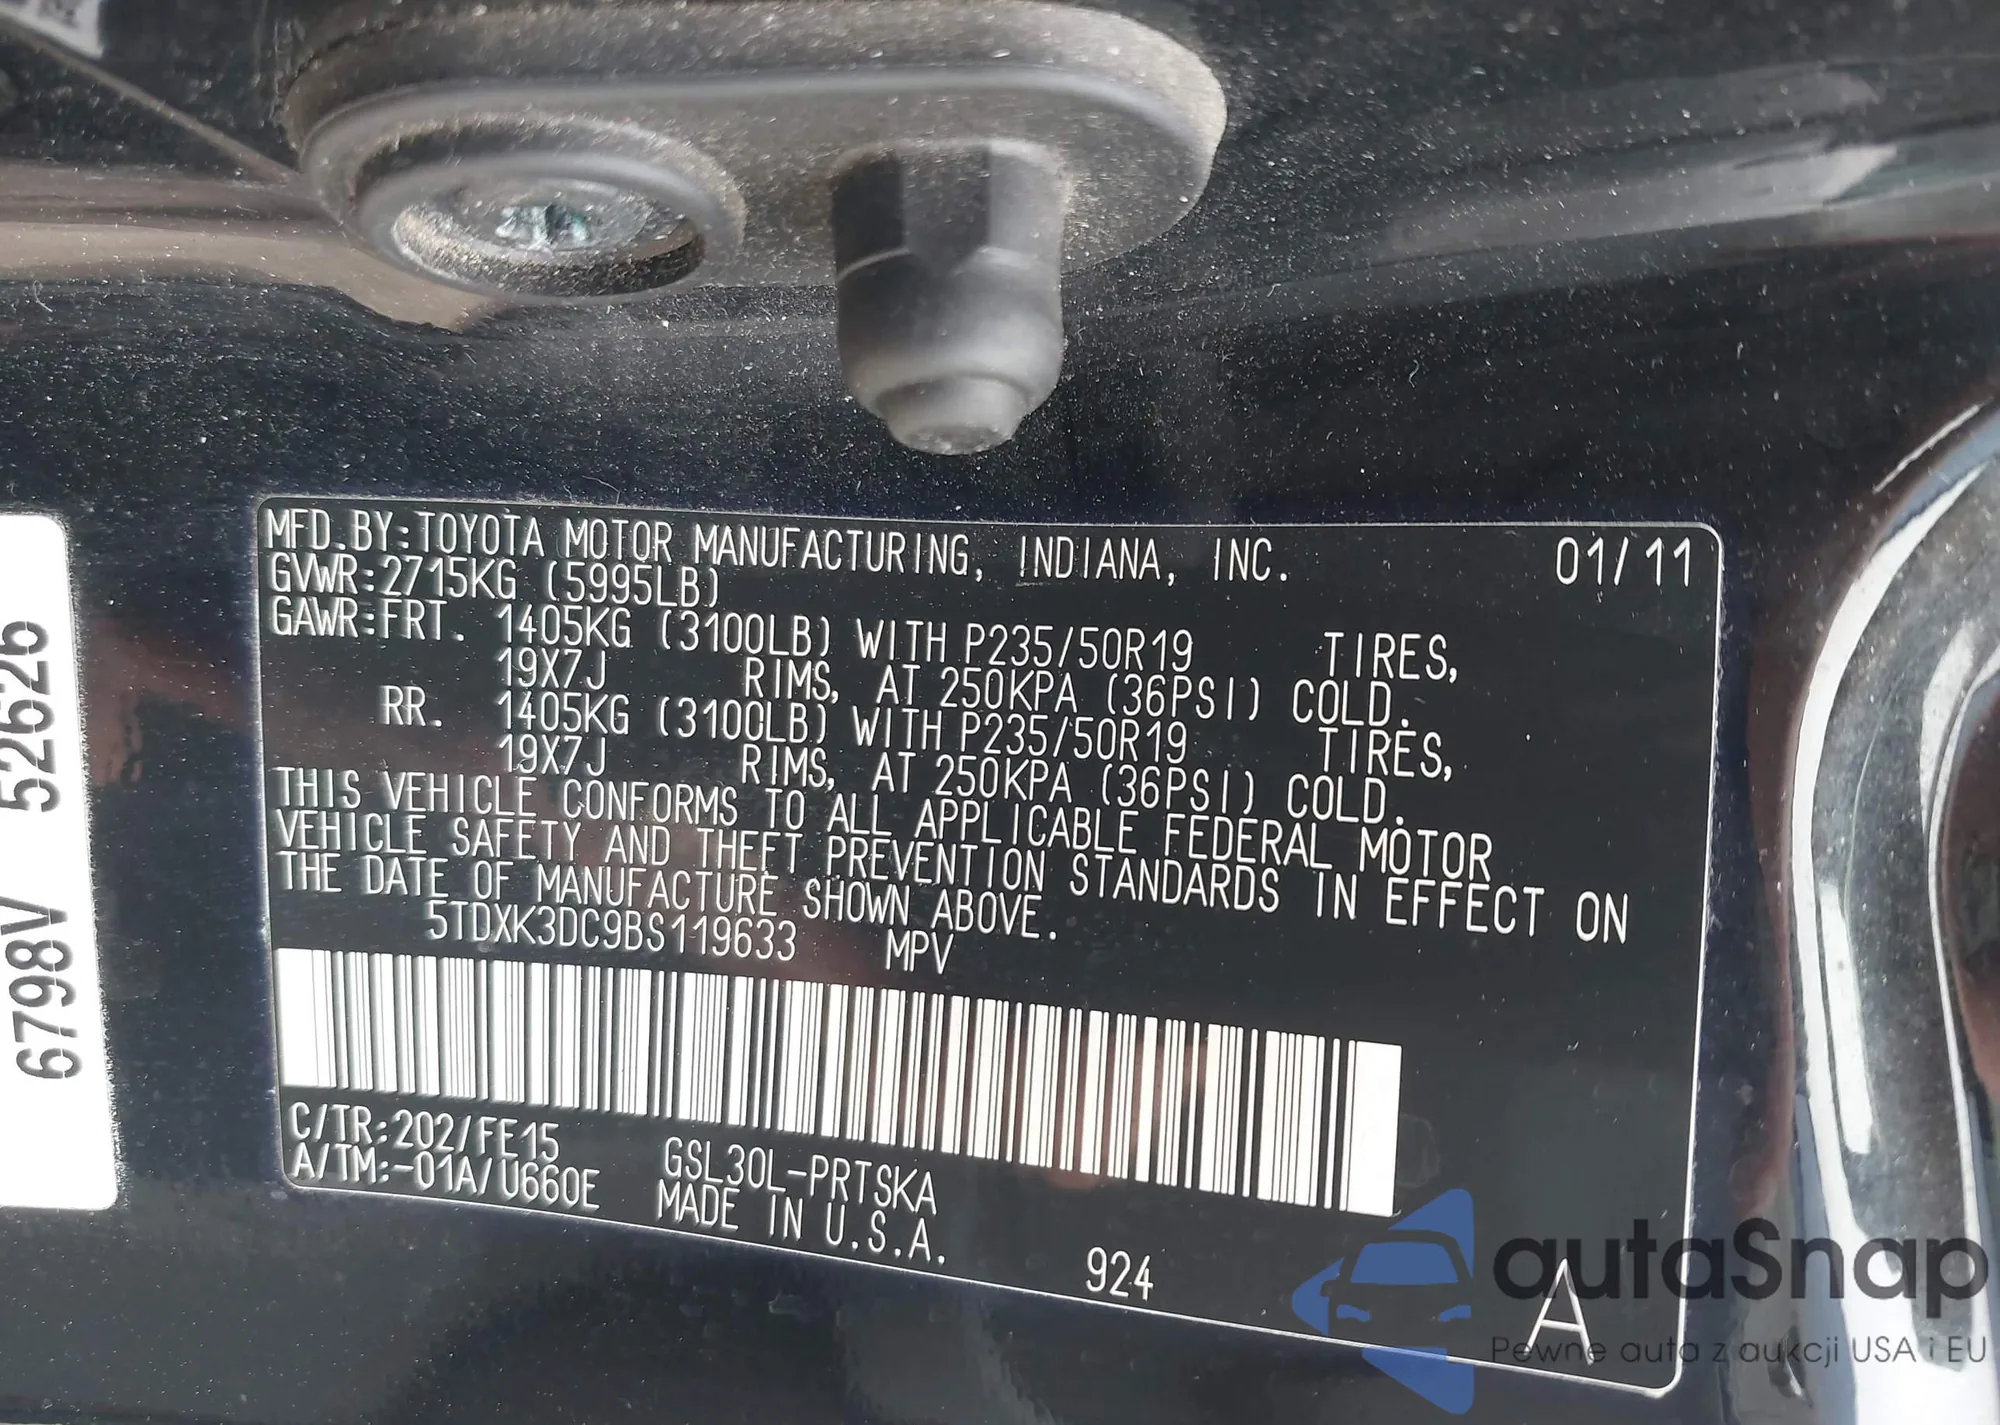 MFD.BY:TOYOTA MOTOR MANUFACTURING, INDIANA, INC. 01/11
GVWR:2715KG (5995LB)
GAWR:FRT. 1405KG (3100LB) WITH P235/50R19 TIRES,
19X7J RIMS, AT 250KPA (36PSI) COLD.
RR. 1405KG (3100LB) WITH P235/50R19 TIRES,
19X7J RIMS, AT 250KPA (36PSI) COLD.
THIS VEHICLE CONFORMS TO ALL APPLICABLE FEDERAL MOTOR
VEHICLE SAFETY AND THEFT PREVENTION STANDARDS IN EFFECT ON
THE DATE OF MANUFACTURE SHOWN ABOVE.
5TDXK3DC9BS119633 MPV
C/TR:202/FE15 GSL30L-PRTSKA
A/TM:-01A/U660E MADE IN U.S.A.
924 A
6798V 52626
autaSnap
Pewne auta z aukcji USA i EU